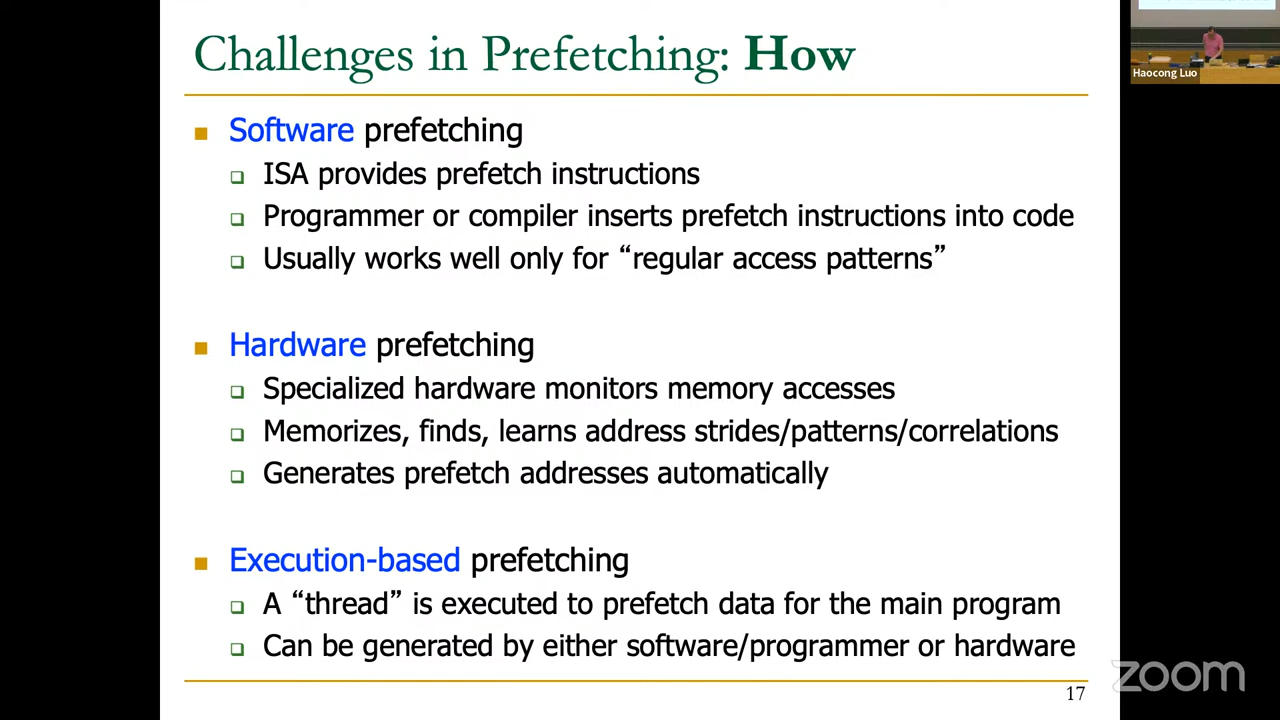 Challenges in Prefetching: How
Software prefetching
ISA provides prefetch instructions
Programmer or compiler inserts prefetch instructions into code
Usually works well only for “regular access patterns”
Hardware prefetching
Specialized hardware monitors memory accesses
Memorizes, finds, learns address strides/patterns/correlations
Generates prefetch addresses automatically
Execution-based prefetching
A “thread” is executed to prefetch data for the main program
Can be generated by either software/programmer or hardware
17
Haocong Luo
zoom